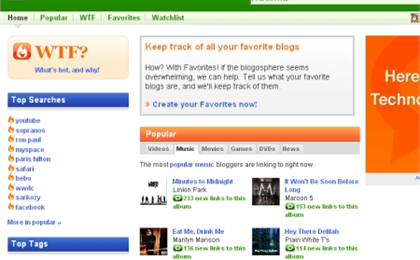 Home Popular WTF Favorites Watchlist
WTF?
What's hot, and why!
Keep track of all your favorite blogs
How? With Favorites! If the blogosphere seems
overwhelming, we can help. Tell us what your favorite
blogs are, and we'll keep track of them.
» Create your Favorites now!
Here
Techno
Top Searches
youtube
sopranos
ron paul
myspace
paris hilton
safari
bebo
wwdc
sarkozy
facebook
More in popular »
Top Tags
Popular
Videos Music Movies Games DVDs News
The most popular music bloggers are linking to right now.
Minutes to Midnight
Linkin Park
233 new links to this
album
It Won't Be Soon Before
Long
Maroon 5
153 new links to this
album
Eat Me, Drink Me
Marilyn Manson
136 new links to this
album
Hey There Delilah
Plain White T's
114 new links to this
album